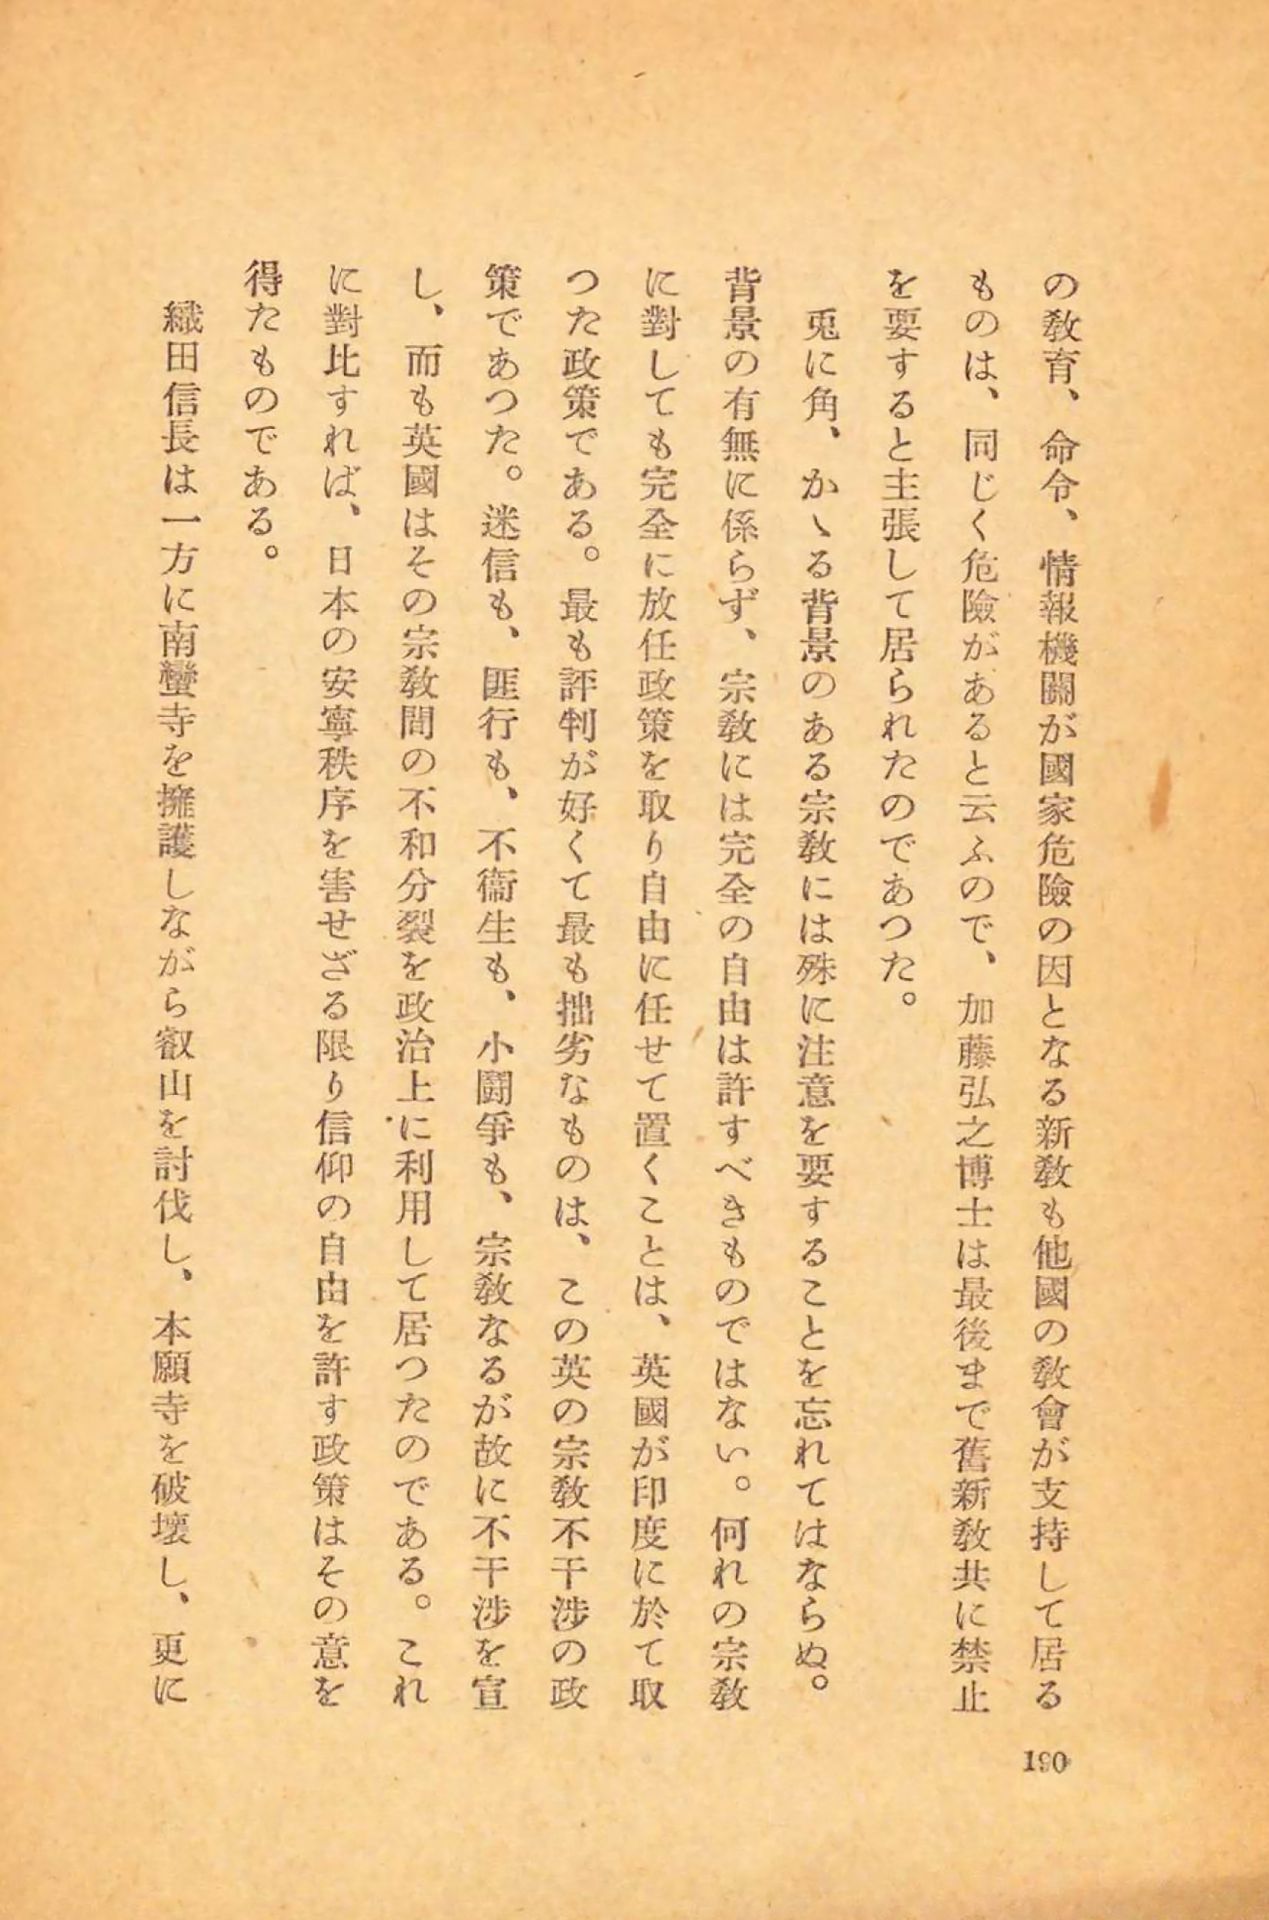 の教育、命令、情報機關が國家危險の因となる新教も他國の教會が支持して居る
ものは、同じく危險があると云ふので、加藤弘之博士は最後まで舊新教共に禁止
を要すると主張して居られたのであつた。
兎に角、かゝる背景のある宗教には殊に注意を要することを忘れてはならぬ。
背景の有無に係らず、宗教には完全の自由は許すべきものではない。何れの宗教
に對しても完全に放任政策を取り自由に任せて置くことは、英國が印度に於て取
つた政策である。最も評判が好くて最も拙劣なものは、この英の宗教不干涉の政
策であつた。迷信も、匪行も、不衞生も、小鬪爭も、宗教なるが故に不干涉を宣
し、而も英國はその宗教間の不和分裂を政治上に利用して居つたのである。これ
に對比すれば、日本の安寧秩序を害せざる限り信仰の自由を許す政策はその意を
得たものである。
織田信長は一方に南蠻寺を擁護しながら叡山を討伐し、本願寺を破壞し、更に
190